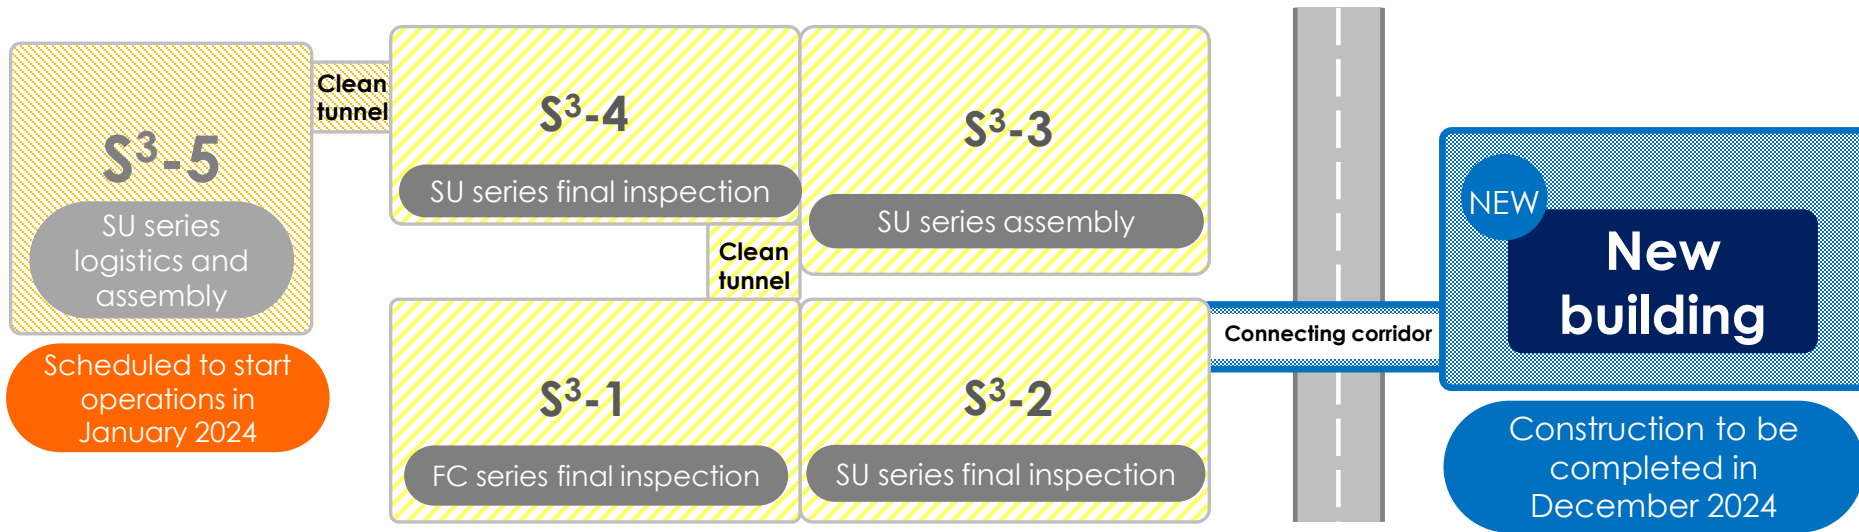 S³-5
SU series
logistics and
assembly
Scheduled to start
operations in
January 2024
Clean
tunnel
S³-4
SU series final inspection
S³-3
SU series assembly
Clean
tunnel
S³-1
FC series final inspection
S³-2
SU series final inspection
Connecting corridor
NEW
New
building
Construction to be
completed in
December 2024